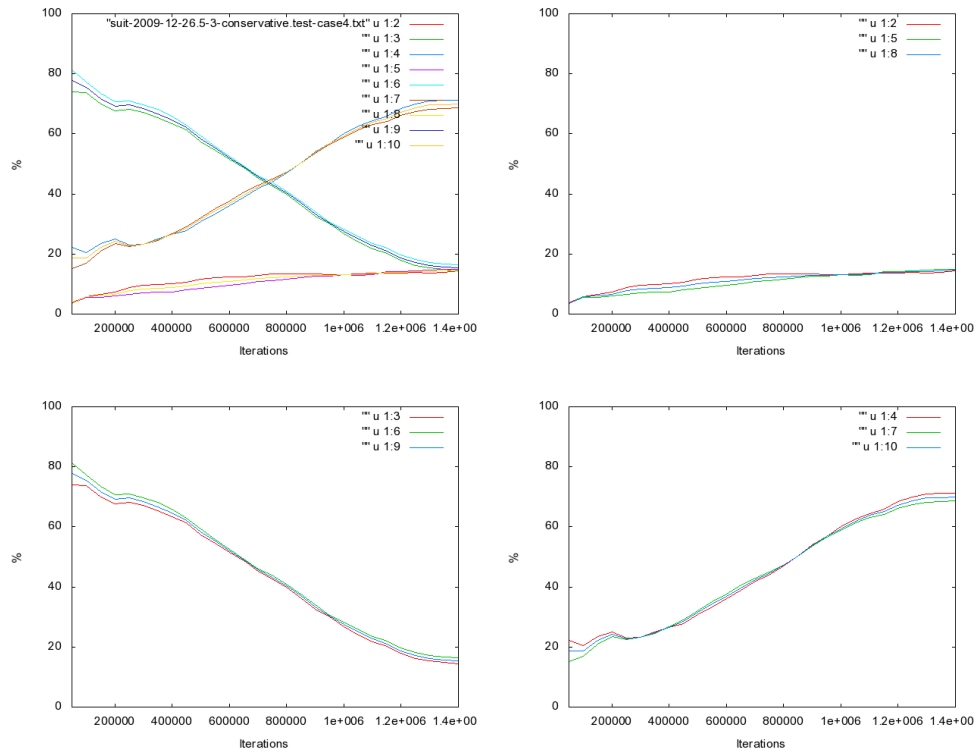 "suit-2009-12-26.5-3-conservative.test-case4.txt" u 1:2
"" u 1:3
"" u 1:4
"" u 1:5
"" u 1:6
"" u 1:7
"" u 1:8
"" u 1:9
"" u 1:10
100
80
60
40
20
0
%
200000 400000 600000 800000 1e+006 1.2e+006 1.4e+00
Iterations
"" u 1:2
"" u 1:5
"" u 1:8
100
80
60
40
20
0
%
200000 400000 600000 800000 1e+006 1.2e+006 1.4e+00
Iterations
"" u 1:3
"" u 1:6
"" u 1:9
100
80
60
40
20
0
%
200000 400000 600000 800000 1e+006 1.2e+006 1.4e+00
Iterations
"" u 1:4
"" u 1:7
"" u 1:10
100
80
60
40
20
0
%
200000 400000 600000 800000 1e+006 1.2e+006 1.4e+00
Iterations